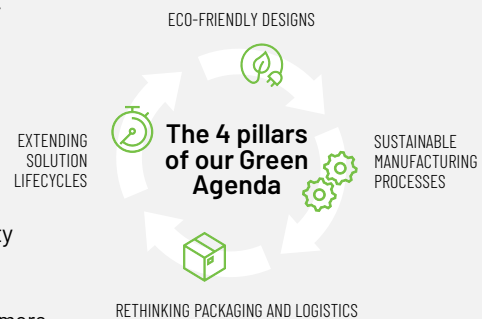 ECO-FRIENDLY DESIGNS
The 4 pillars
of our Green
Agenda
EXTENDING
SOLUTION
LIFECYCLES
SUSTAINABLE
MANUFACTURING
PROCESSES
RETHINKING PACKAGING AND LOGISTICS